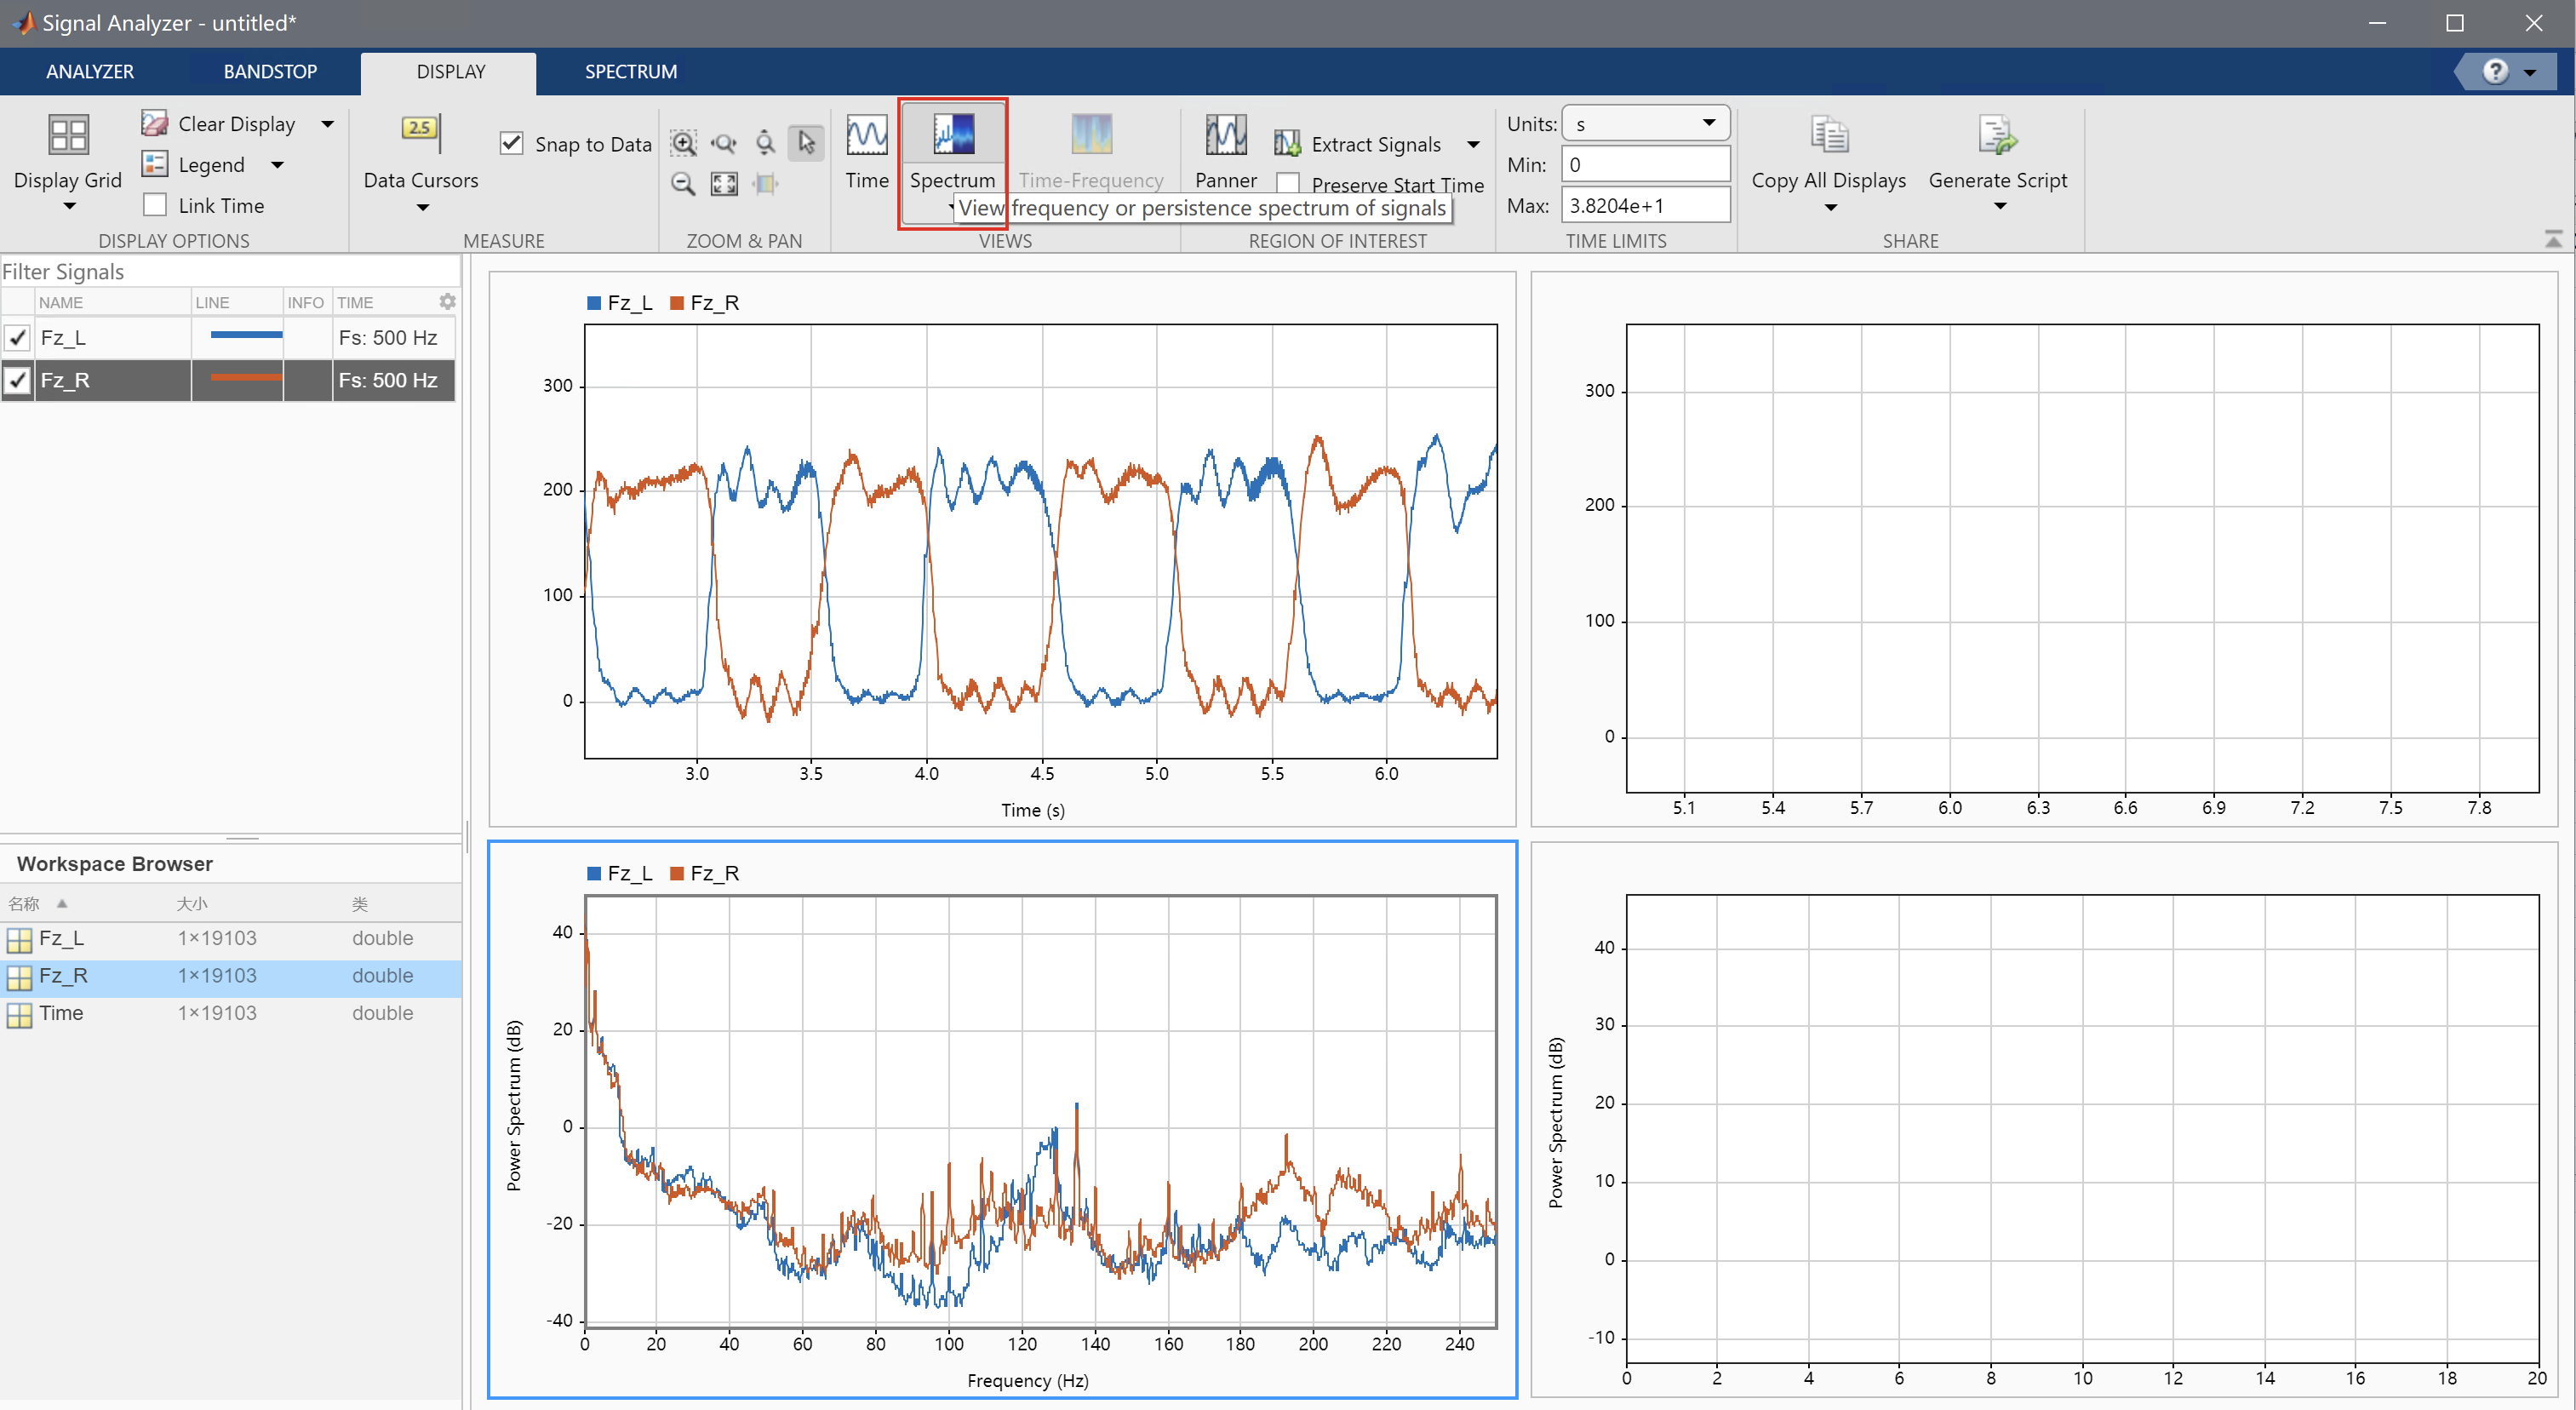 Signal Analyzer - untitled*
ANALYZER BANDSTOP DISPLAY SPECTRUM ?
Display Grid
Clear Display
Legend
Link Time
DISPLAY OPTIONS
2.5
Data Cursors
Snap to Data
MEASURE
ZOOM & PAN
Time
Spectrum
Time-Frequency
View frequency or persistence spectrum of signals
VIEWS
Panner
Extract Signals
Preserve Start Time
REGION OF INTEREST
Units: s
Min: 0
Max: 3.8204e+1
TIME LIMITS
Copy All Displays
Generate Script
SHARE
Filter Signals
NAME LINE INFO TIME
Fz_L Fs: 500 Hz
Fz_R Fs: 500 Hz
Workspace Browser
名称 大小 类
Fz_L 1×19103 double
Fz_R 1×19103 double
Time 1×19103 double
Fz_L Fz_R
300
200
100
0
3.0 3.5 4.0 4.5 5.0 5.5 6.0
Time (s)
300
200
100
0
5.1 5.4 5.7 6.0 6.3 6.6 6.9 7.2 7.5 7.8
Fz_L Fz_R
Power Spectrum (dB)
40
20
0
-20
-40
0 20 40 60 80 100 120 140 160 180 200 220 240
Frequency (Hz)
Power Spectrum (dB)
40
30
20
10
0
-10
0 2 4 6 8 10 12 14 16 18 20